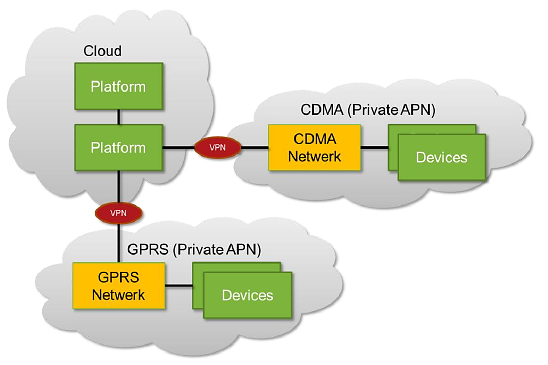 Cloud
Platform
Platform
VPN
CDMA (Private APN)
CDMA
Netwerk
Devices
VPN
GPRS (Private APN)
GPRS
Netwerk
Devices